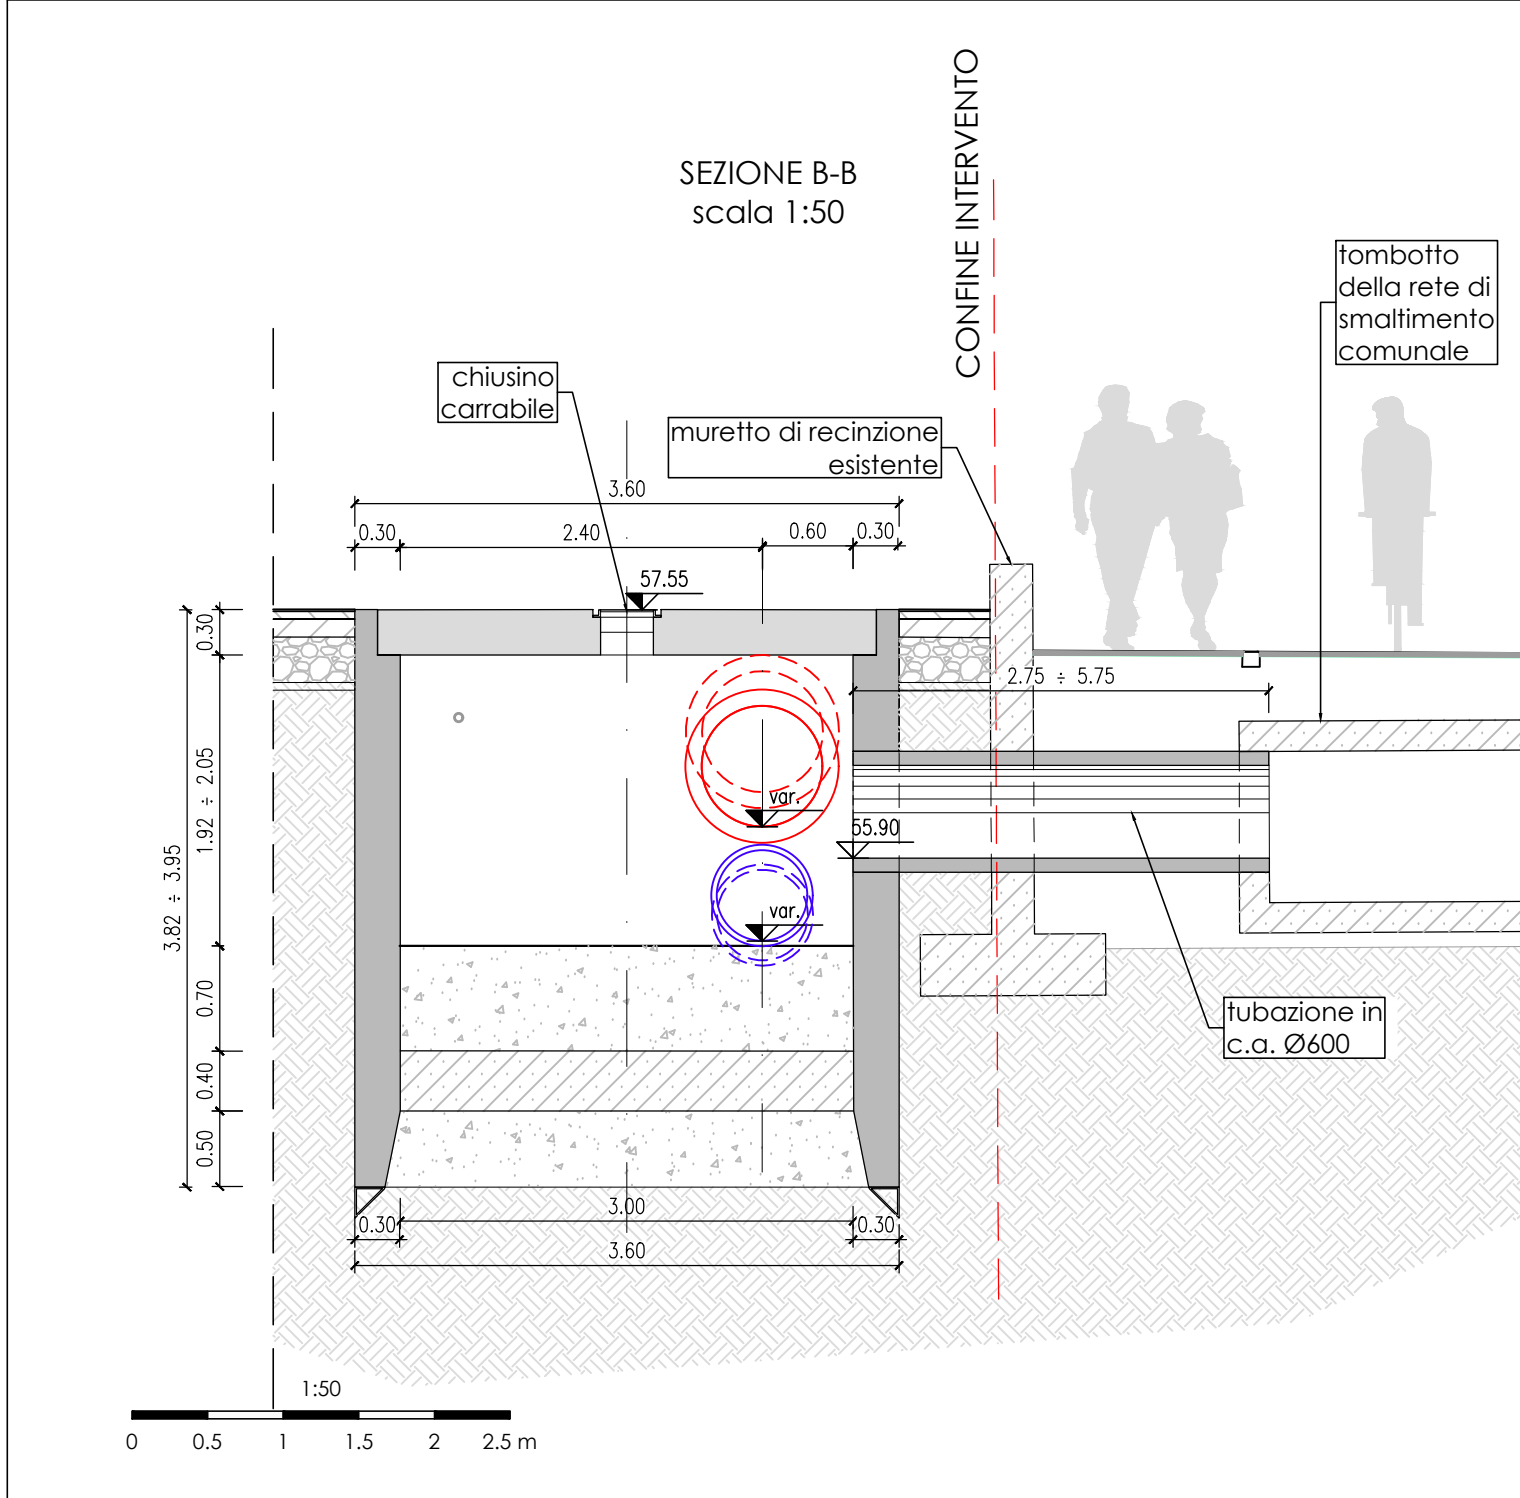 SEZIONE B-B
scala 1:50
CONFINE INTERVENTO
tombotto
della rete di
smaltimento
comunale
chiusino
carrabile
muretto di recinzione
esistente
3.60
0.30
2.40
0.60
0.30
57.55
0.30
1.92 ÷ 2.05
3.82 ÷ 3.95
0.70
0.40
0.50
2.75 ÷ 5.75
var.
55.90
var.
tubazione in
c.a. Ø600
3.00
0.30
0.30
3.60
1:50
0 0.5 1 1.5 2 2.5 m